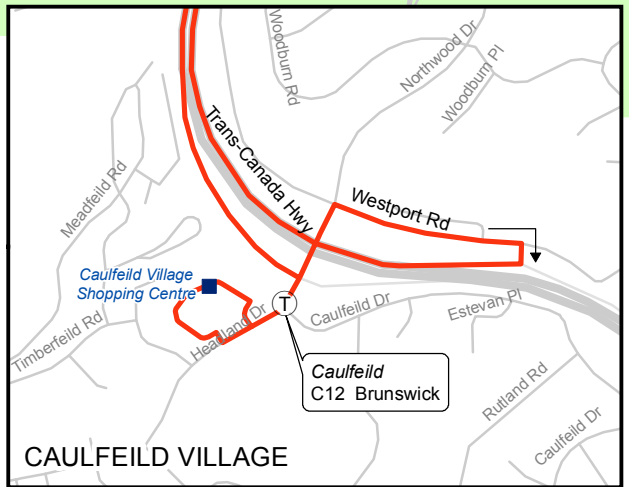 Woodburn Rd
Northwood Dr
Woodburn Pl
Trans-Canada Hwy
Meadfeild Rd
Westport Rd
Caulfeild Village
Shopping Centre
T
Caulfeild Dr
Estevan Pl
Headland Dr
Timberfeild Rd
Caulfeild
C12 Brunswick
Rutland Rd
Caulfeild Dr
CAULFEILD VILLAGE